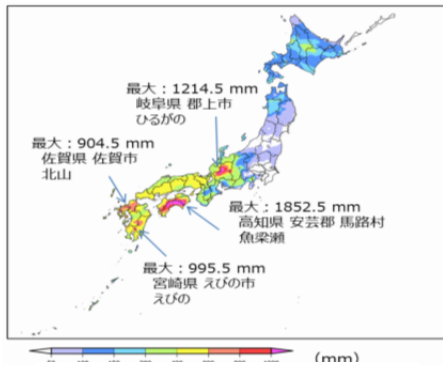 最大：1214.5 mm
岐阜県 郡上市
ひるがの
最大：904.5 mm
佐賀県 佐賀市
北山
最大：1852.5 mm
高知県 安芸郡 馬路村
魚梁瀬
最大：995.5 mm
宮崎県 えびの市
えびの
(mm)